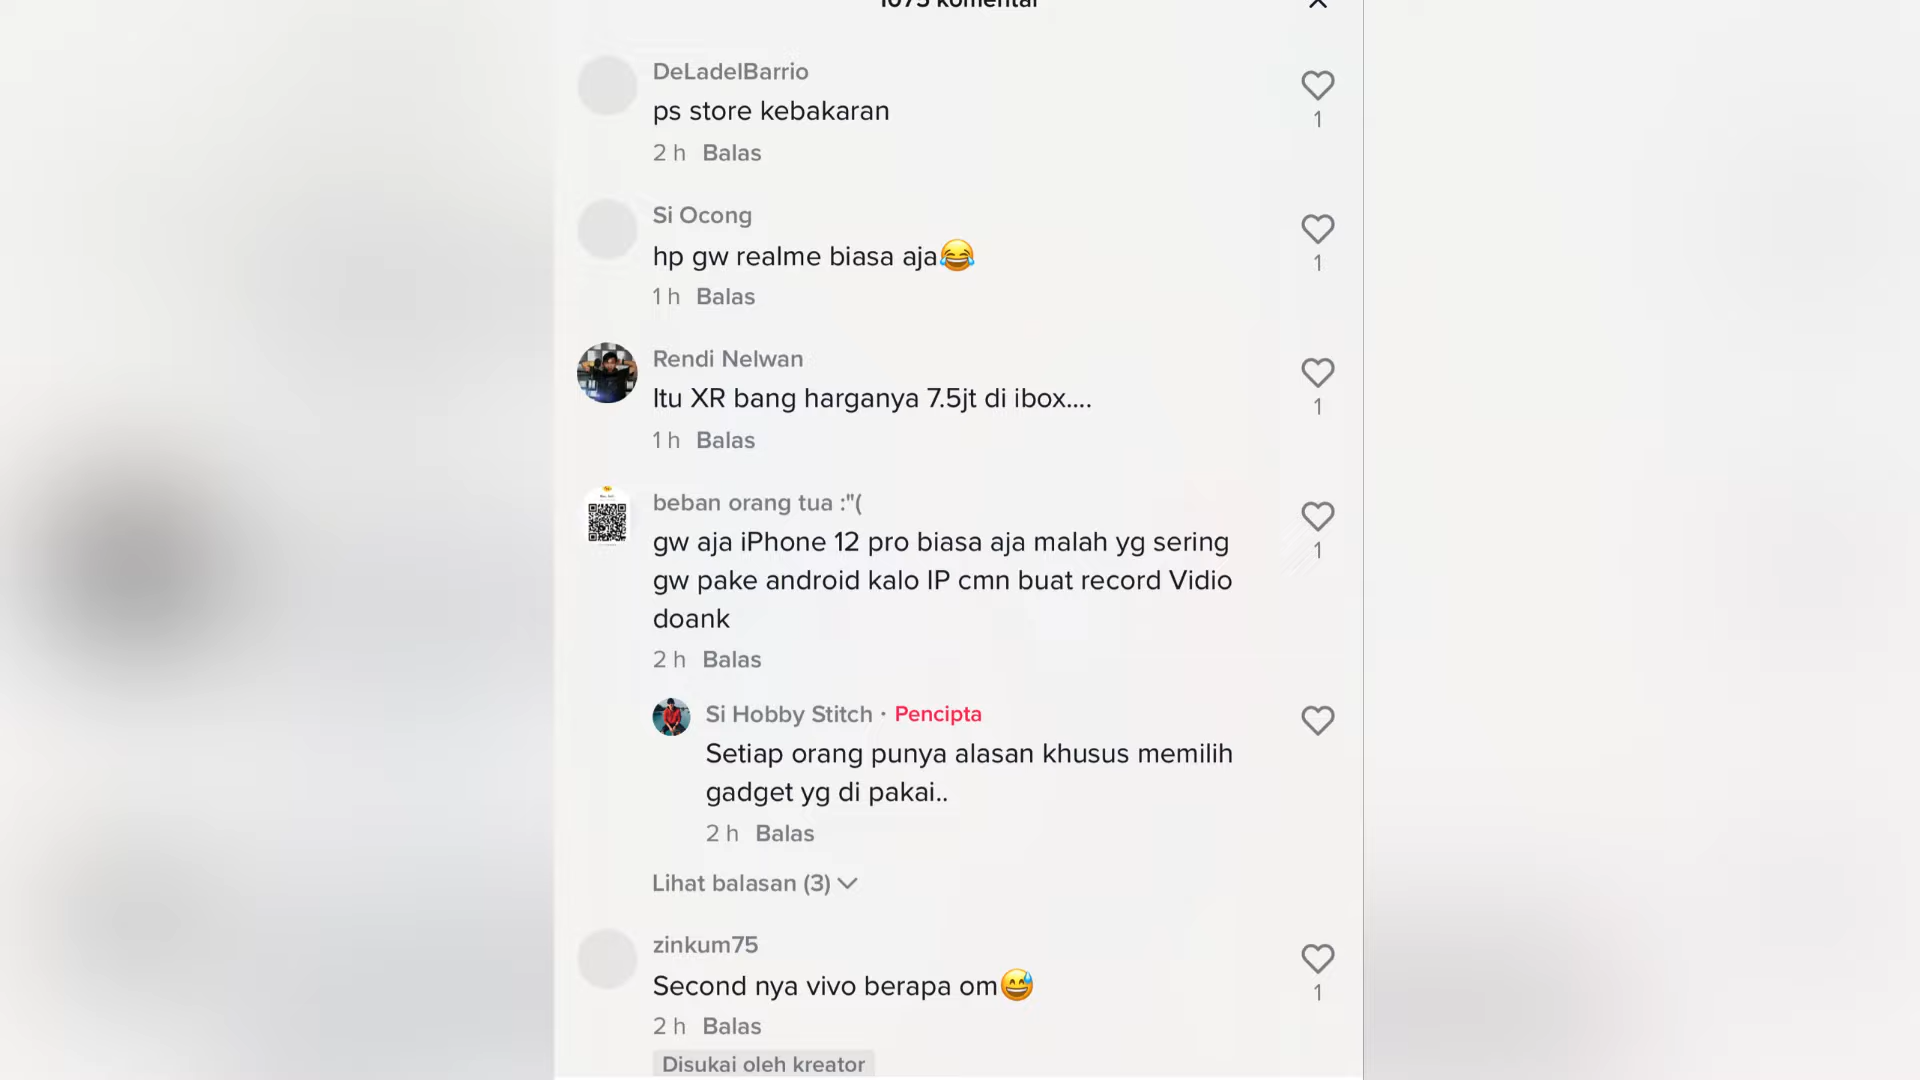 1075 komentar
DeLadelBarrio
ps store kebakaran
1
2 h Balas
Si Ocong
hp gw realme biasa aja😂
1
1 h Balas
Rendi Nelwan
Itu XR bang harganya 7.5jt di ibox....
1
1 h Balas
beban orang tua :"(
gw aja iPhone 12 pro biasa aja malah yg sering
1
gw pake android kalo IP cmn buat record Vidio
doank
2 h Balas
Si Hobby Stitch · Pencipta
Setiap orang punya alasan khusus memilih
gadget yg di pakai..
2 h Balas
Lihat balasan (3)
zinkum75
Second nya vivo berapa om😅
1
2 h Balas
Disukai oleh kreator